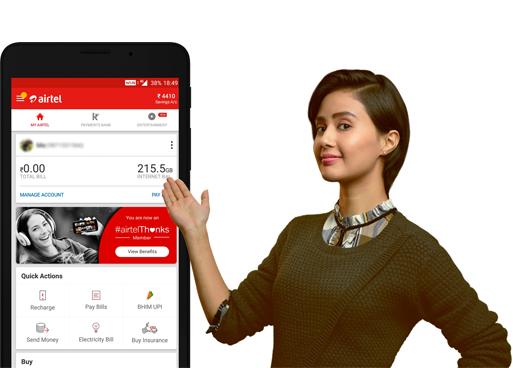 38% 18:49
airtel
₹ 4410
Savings A/c
MY AIRTEL
PAYMENTS BANK
ENTERTAINMENT
₹0.00
215.5GB
TOTAL BILL
INTERNET
MANAGE ACCOUNT
PAY
You are now an
#airtelThanks
Member
View Benefits
Quick Actions
Recharge
Pay Bills
BHIM UPI
Send Money
Electricity Bill
Buy Insurance
Buy